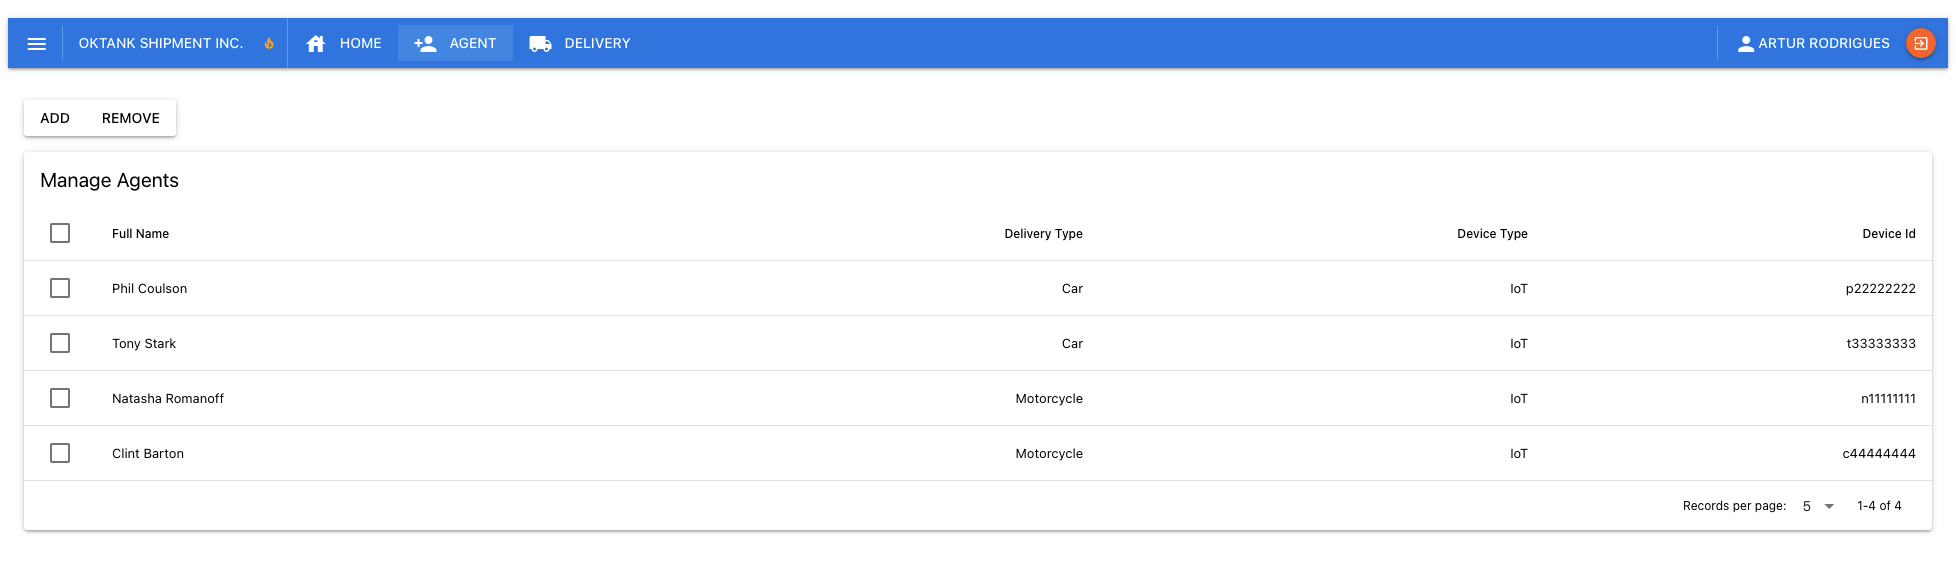 OKTANK SHIPMENT INC. HOME AGENT DELIVERY ARTUR RODRIGUES
ADD REMOVE
Manage Agents
Full Name Delivery Type Device Type Device Id
Phil Coulson Car IoT p22222222
Tony Stark Car IoT t33333333
Natasha Romanoff Motorcycle IoT n11111111
Clint Barton Motorcycle IoT c44444444
Records per page: 5 1-4 of 4